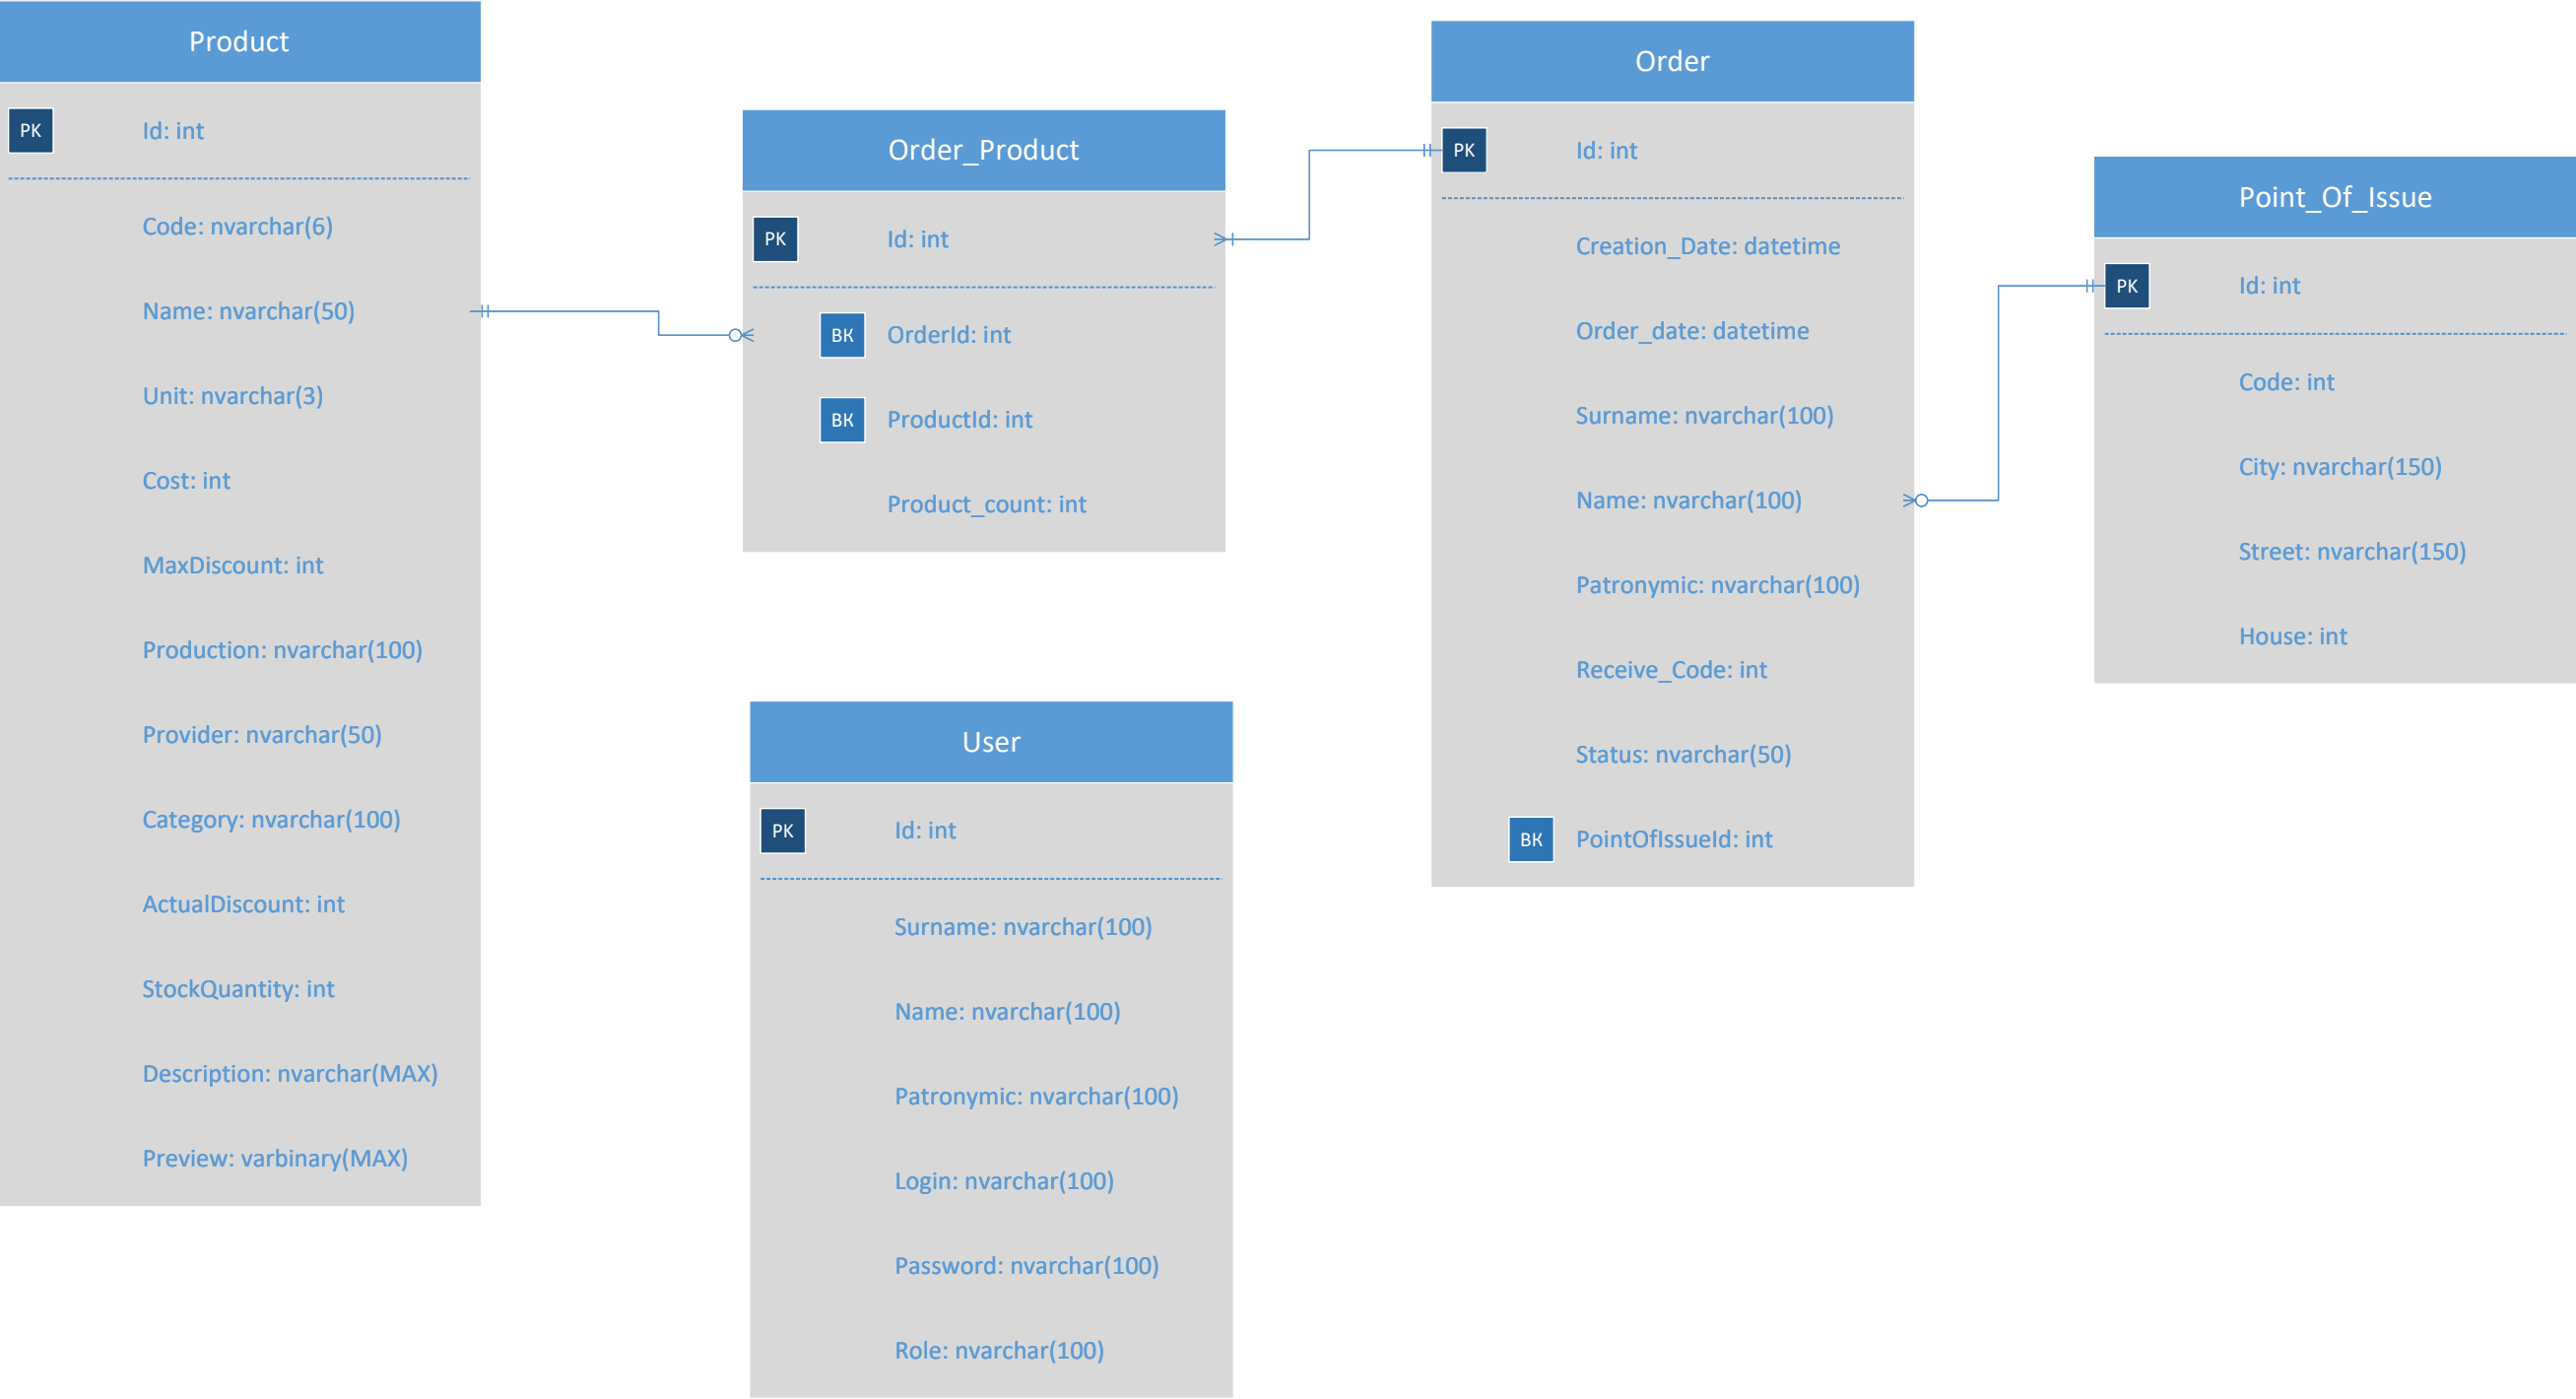 Product
PK
Id: int
Code: nvarchar(6)
Name: nvarchar(50)
Unit: nvarchar(3)
Cost: int
MaxDiscount: int
Production: nvarchar(100)
Provider: nvarchar(50)
Category: nvarchar(100)
ActualDiscount: int
StockQuantity: int
Description: nvarchar(MAX)
Preview: varbinary(MAX)
Order_Product
PK
Id: int
ВК
OrderId: int
ВК
ProductId: int
Product_count: int
User
PK
Id: int
Surname: nvarchar(100)
Name: nvarchar(100)
Patronymic: nvarchar(100)
Login: nvarchar(100)
Password: nvarchar(100)
Role: nvarchar(100)
Order
PK
Id: int
Creation_Date: datetime
Order_date: datetime
Surname: nvarchar(100)
Name: nvarchar(100)
Patronymic: nvarchar(100)
Receive_Code: int
Status: nvarchar(50)
ВК
PointOfIssueId: int
Point_Of_Issue
PK
Id: int
Code: int
City: nvarchar(150)
Street: nvarchar(150)
House: int